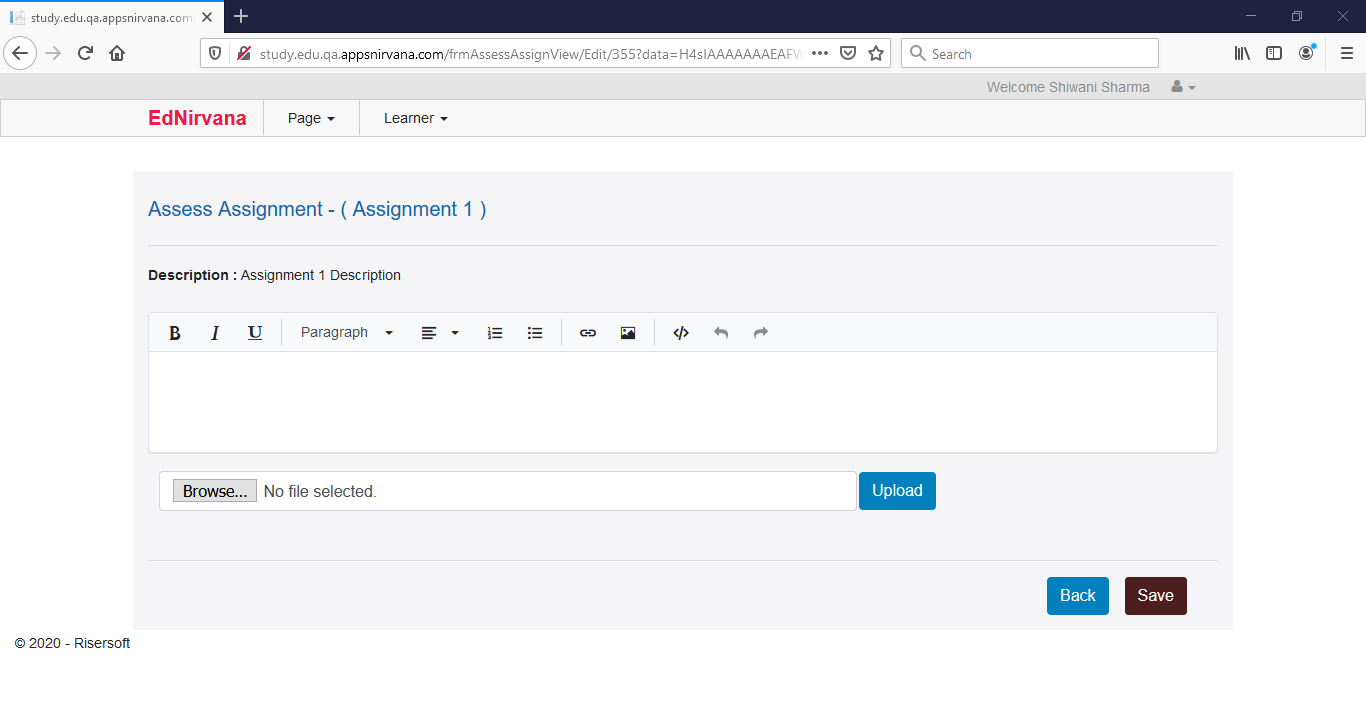 study.edu.qa.appsnirvana.com
study.edu.qa.appsnirvana.com/frmAssessAssignView/Edit/355?data=H4sIAAAAAAAEAF
Search
Welcome Shiwani Sharma
EdNirvana Page Learner
Assess Assignment - ( Assignment 1 )
Description : Assignment 1 Description
B I U Paragraph
Browse... No file selected. Upload
Back Save
© 2020 - Risersoft